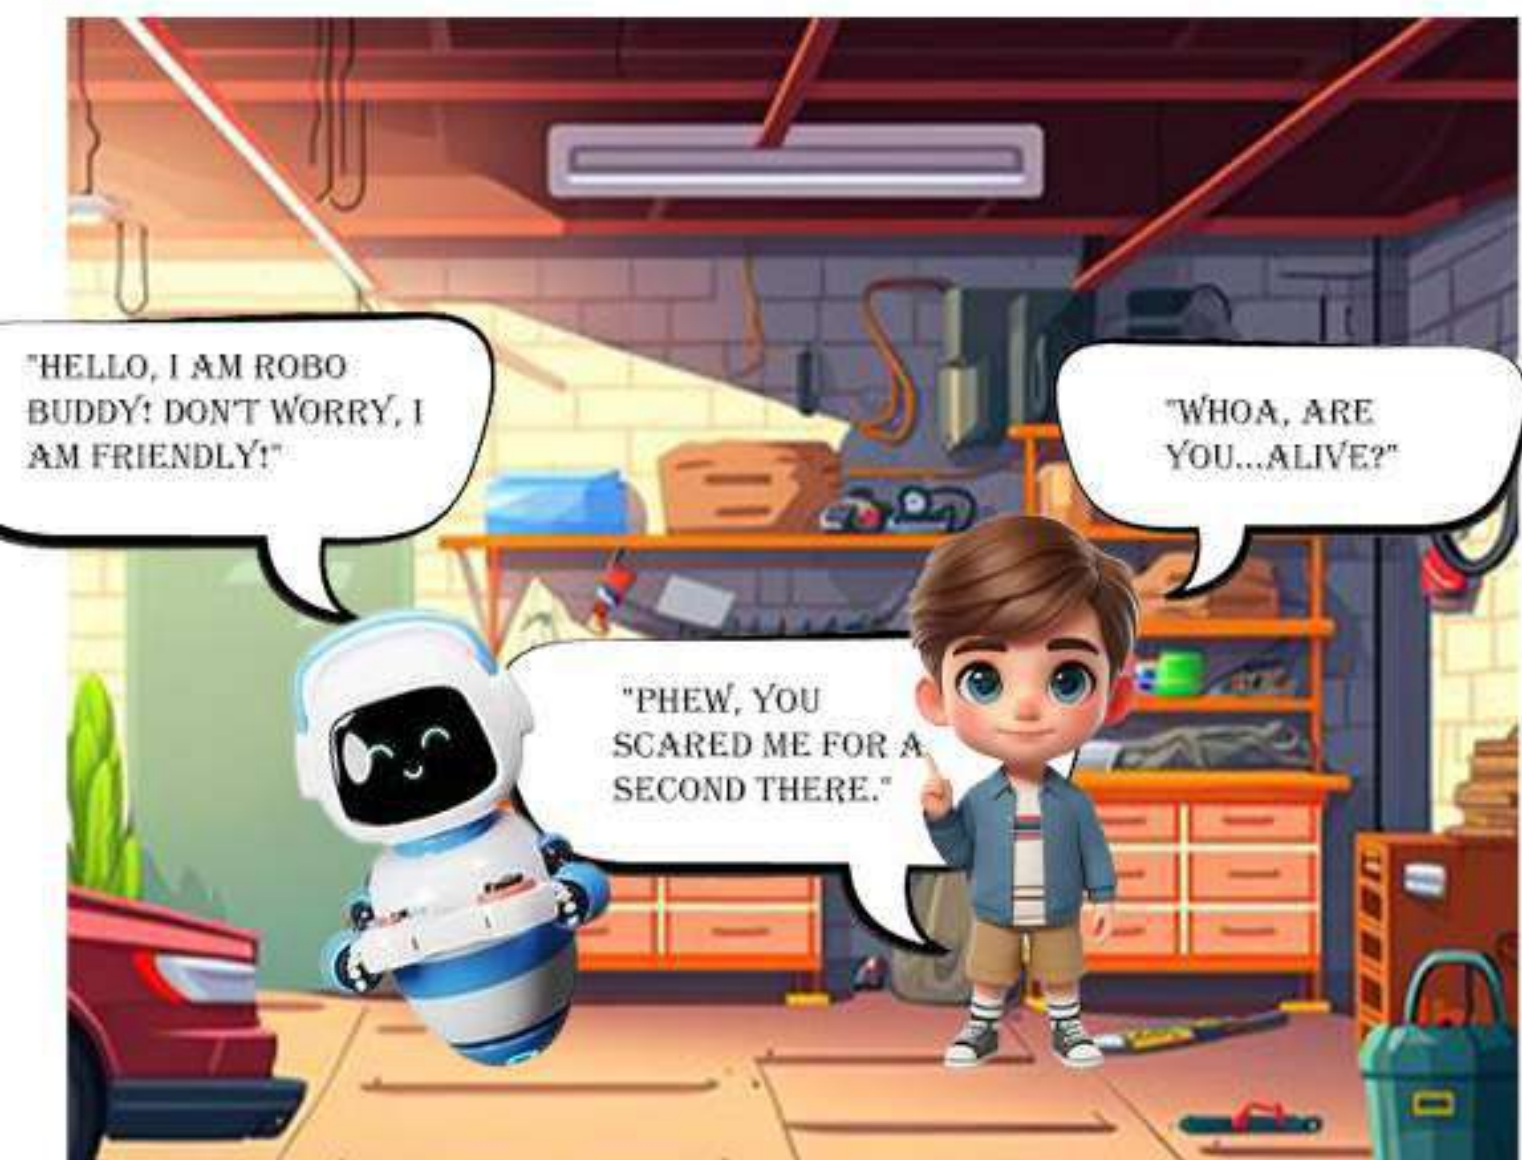 "HELLO, I AM ROBO
BUDDY! DON'T WORRY, I
AM FRIENDLY!"
"WHOA, ARE
YOU...ALIVE?"
"PHEW, YOU
SCARED ME FOR A
SECOND THERE."